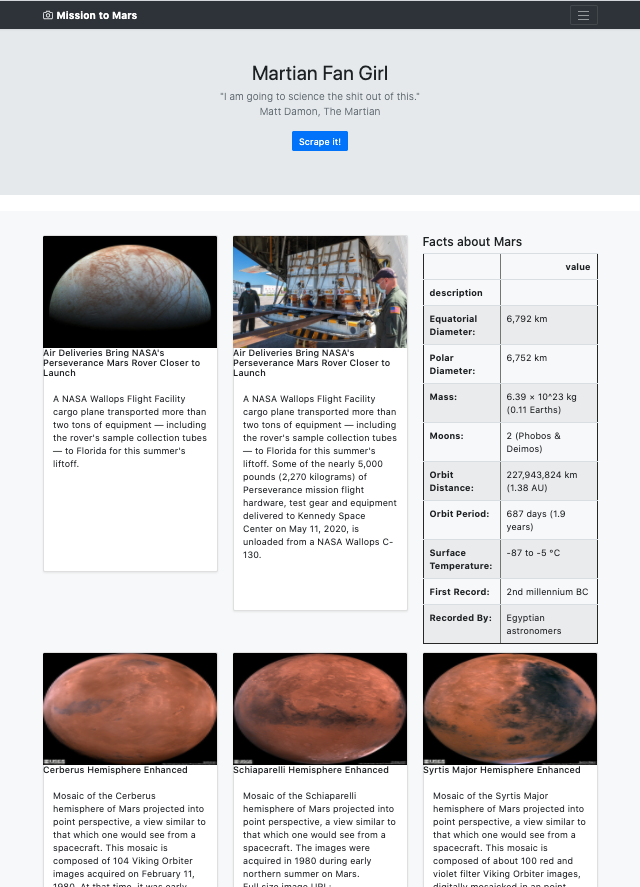 Mission to Mars
Martian Fan Girl
"I am going to science the shit out of this."
Matt Damon, The Martian
Scrape it!
Air Deliveries Bring NASA's
Perseverance Mars Rover Closer to
Launch
A NASA Wallops Flight Facility
cargo plane transported more than
two tons of equipment — including
the rover's sample collection tubes
— to Florida for this summer's
liftoff.
Air Deliveries Bring NASA's
Perseverance Mars Rover Closer to
Launch
A NASA Wallops Flight Facility
cargo plane transported more than
two tons of equipment — including
the rover's sample collection tubes
— to Florida for this summer's
liftoff. Some of the nearly 5,000
pounds (2,270 kilograms) of
Perseverance mission flight
hardware, test gear and equipment
delivered to Kennedy Space
Center on May 11, 2020, is
unloaded from a NASA Wallops C-
130.
Facts about Mars
value
description
Equatorial
Diameter:
6,792 km
Polar
Diameter:
6,752 km
Mass:
6.39 × 10^23 kg
(0.11 Earths)
Moons:
2 (Phobos &
Deimos)
Orbit
Distance:
227,943,824 km
(1.38 AU)
Orbit Period:
687 days (1.9
years)
Surface
Temperature:
-87 to -5 °C
First Record:
2nd millennium BC
Recorded By:
Egyptian
astronomers
Cerberus Hemisphere Enhanced
Mosaic of the Cerberus
hemisphere of Mars projected into
point perspective, a view similar to
that which one would see from a
spacecraft. This mosaic is
composed of 104 Viking Orbiter
images acquired on February 11,
1980. At that time, it was early
Schiaparelli Hemisphere Enhanced
Mosaic of the Schiaparelli
hemisphere of Mars projected into
point perspective, a view similar to
that which one would see from a
spacecraft. The images were
acquired in 1980 during early
northern summer on Mars.
Full size image URL:
Syrtis Major Hemisphere Enhanced
Mosaic of the Syrtis Major
hemisphere of Mars projected into
point perspective, a view similar to
that which one would see from a
spacecraft. This mosaic is
composed of about 100 red and
violet filter Viking Orbiter images,
digitally mosaicked in an point